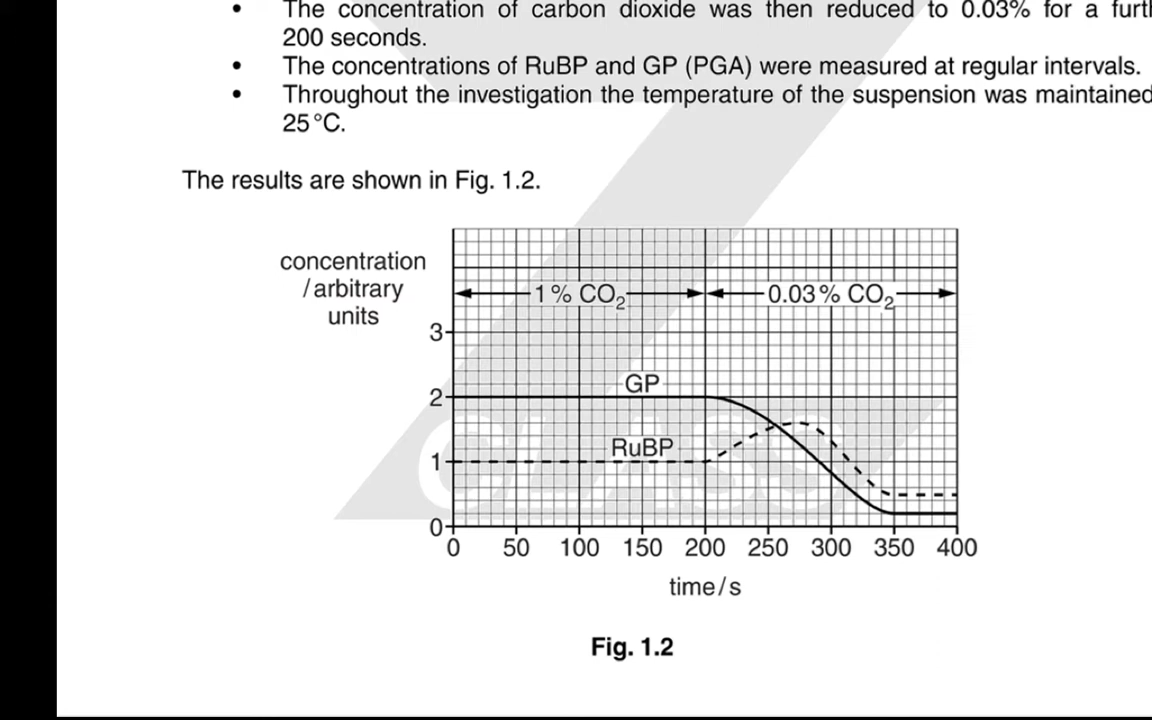 • The concentration of carbon dioxide was then reduced to 0.03% for a
200 seconds.
• The concentrations of RuBP and GP (PGA) were measured at regular intervals.
• Throughout the investigation the temperature of the suspension was maintained
25 °C.
The results are shown in Fig. 1.2.
concentration
/ arbitrary
units
1% CO₂
0.03% CO₂
3
GP
2
RuBP
1
0
0 50 100 150 200 250 300 350 400
time / s
CLASS
Fig. 1.2